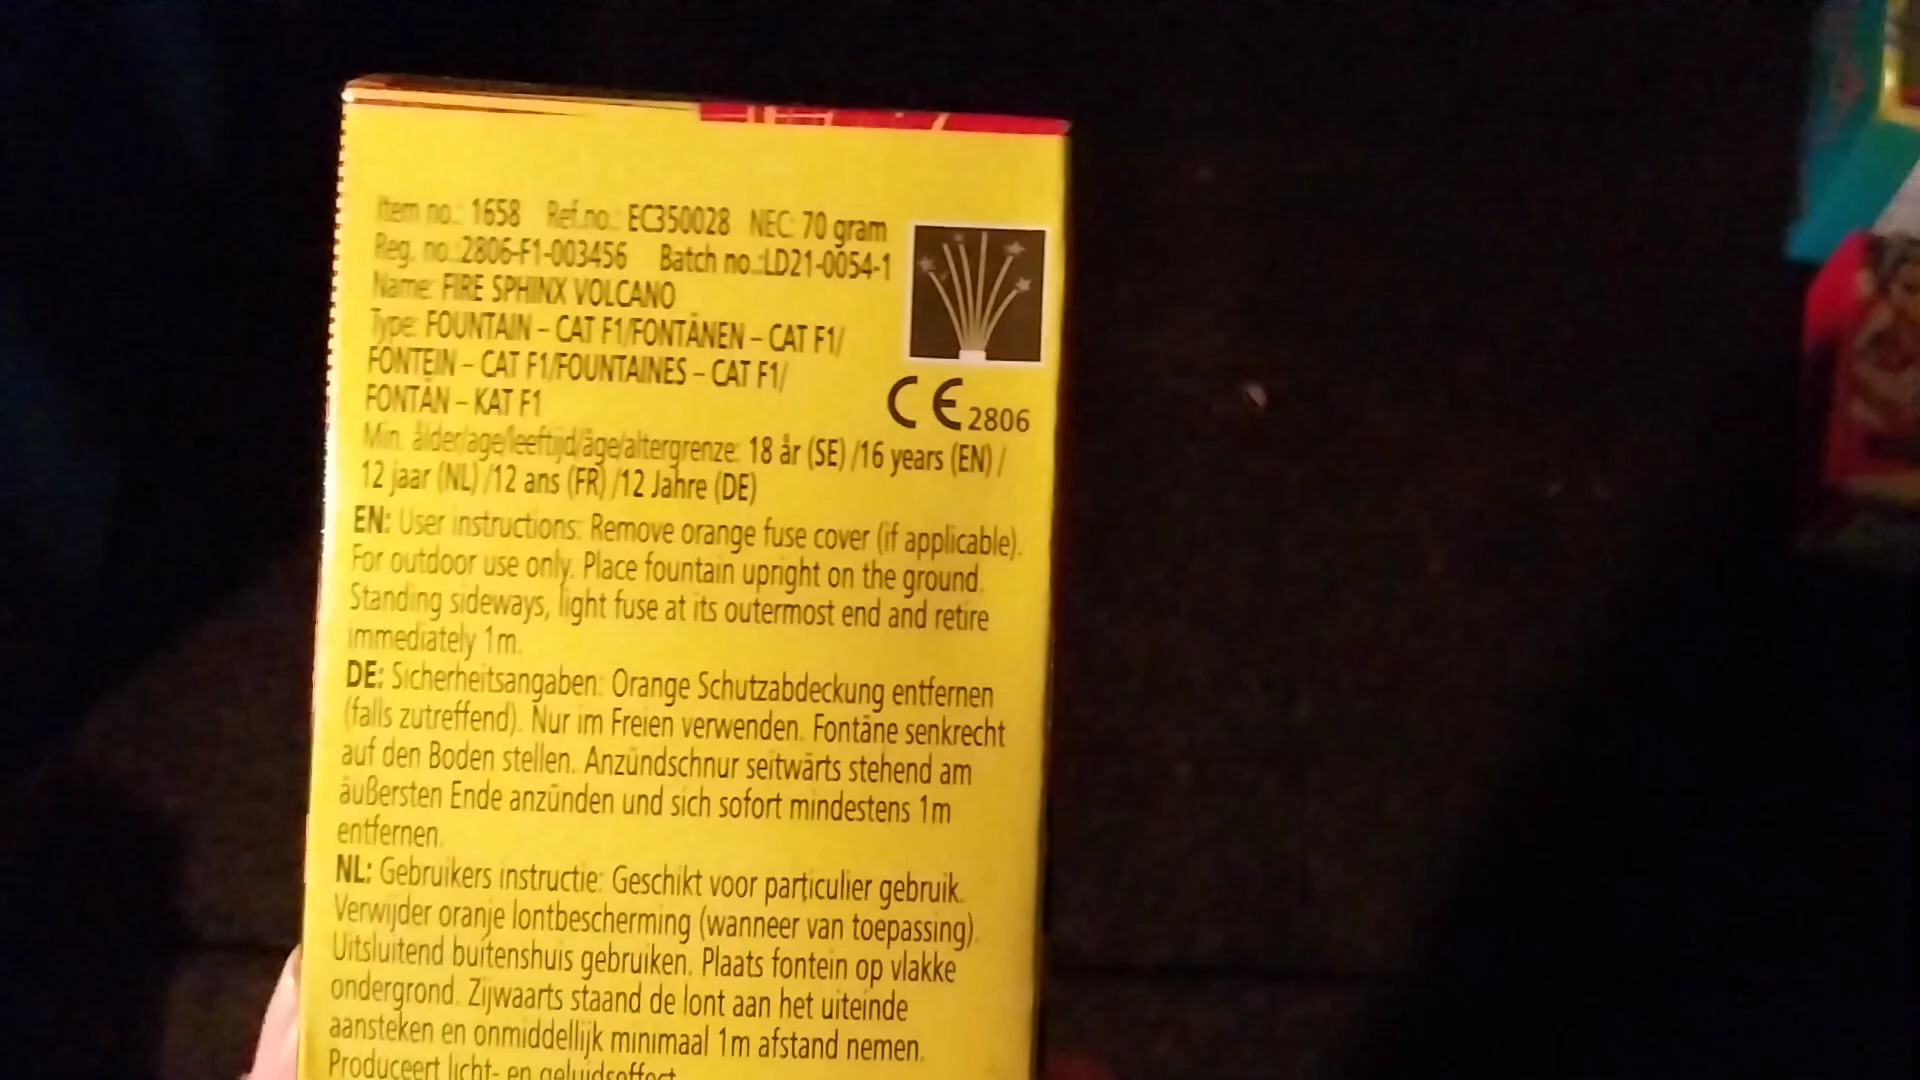 Item no.: 1658 Ref.no.: EC350028 NEC: 70 gram
Reg. no.:2806-F1-003456 Batch no.:LD21-0054-1
Name: FIRE SPHINX VOLCANO
Type: FOUNTAIN – CAT F1/FONTÄNEN – CAT F1/
FONTEIN – CAT F1/FOUNTAINES – CAT F1/
FONTÄN – KAT F1
CE 2806
Min. ålder/age/leeftijd/âge/altergrenze: 18 år (SE) /16 years (EN) /
12 jaar (NL) /12 ans (FR) /12 Jahre (DE)
EN: User instructions: Remove orange fuse cover (if applicable).
For outdoor use only. Place fountain upright on the ground.
Standing sideways, light fuse at its outermost end and retire
immediately 1m.
DE: Sicherheitsangaben: Orange Schutzabdeckung entfernen
(falls zutreffend). Nur im Freien verwenden. Fontäne senkrecht
auf den Boden stellen. Anzündschnur seitwärts stehend am
äußersten Ende anzünden und sich sofort mindestens 1m
entfernen.
NL: Gebruikers instructie: Geschikt voor particulier gebruik.
Verwijder oranje lontbescherming (wanneer van toepassing).
Uitsluitend buitenshuis gebruiken. Plaats fontein op vlakke
ondergrond. Zijwaarts staand de lont aan het uiteinde
aansteken en onmiddellijk minimaal 1m afstand nemen.
Produceert licht- en geluidseffect